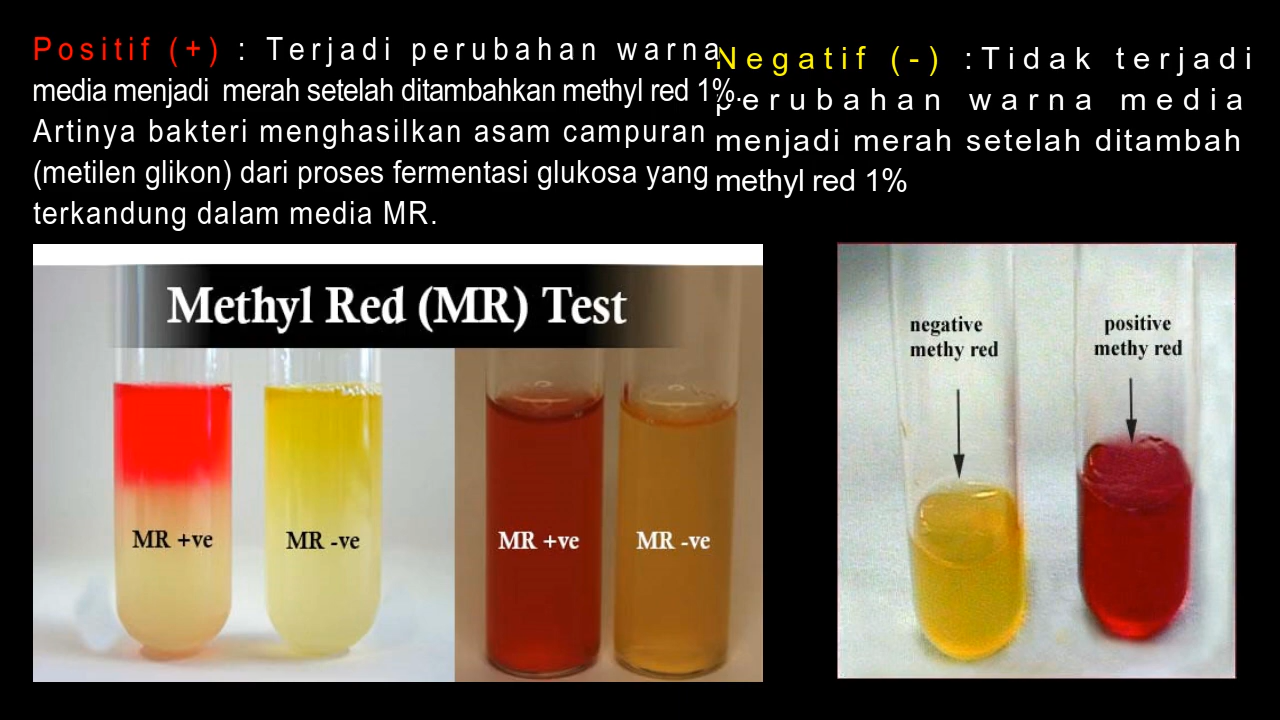 Positif (+) : Terjadi perubahan warna
media menjadi merah setelah ditambahkan methyl red 1%.
Artinya bakteri menghasilkan asam campuran
(metilen glikon) dari proses fermentasi glukosa yang
terkandung dalam media MR.
Negatif (-) :Tidak terjadi
perubahan warna media
menjadi merah setelah ditambah
methyl red 1%
Methyl Red (MR) Test
MR +ve
MR -ve
MR +ve
MR -ve
negative
methy red
positive
methy red